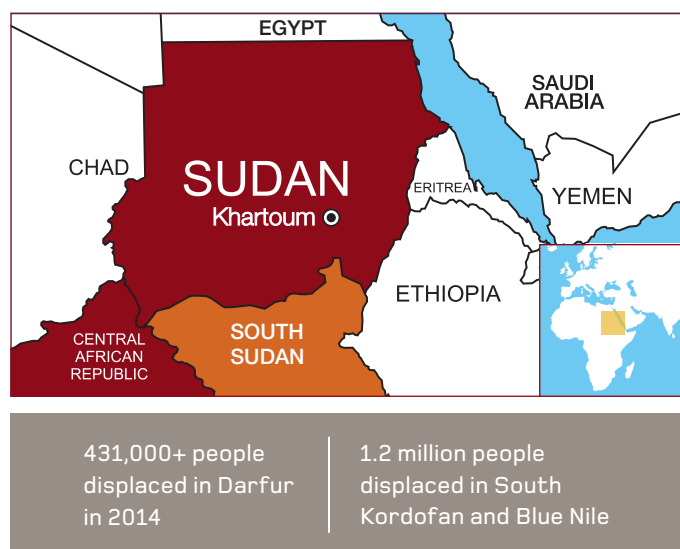 EGYPT
SAUDI
ARABIA
CHAD
SUDAN
ERITREA
YEMEN
Khartoum
ETHIOPIA
SOUTH
SUDAN
CENTRAL
AFRICAN
REPUBLIC
431,000+ people
displaced in Darfur
in 2014
1.2 million people
displaced in South
Kordofan and Blue Nile